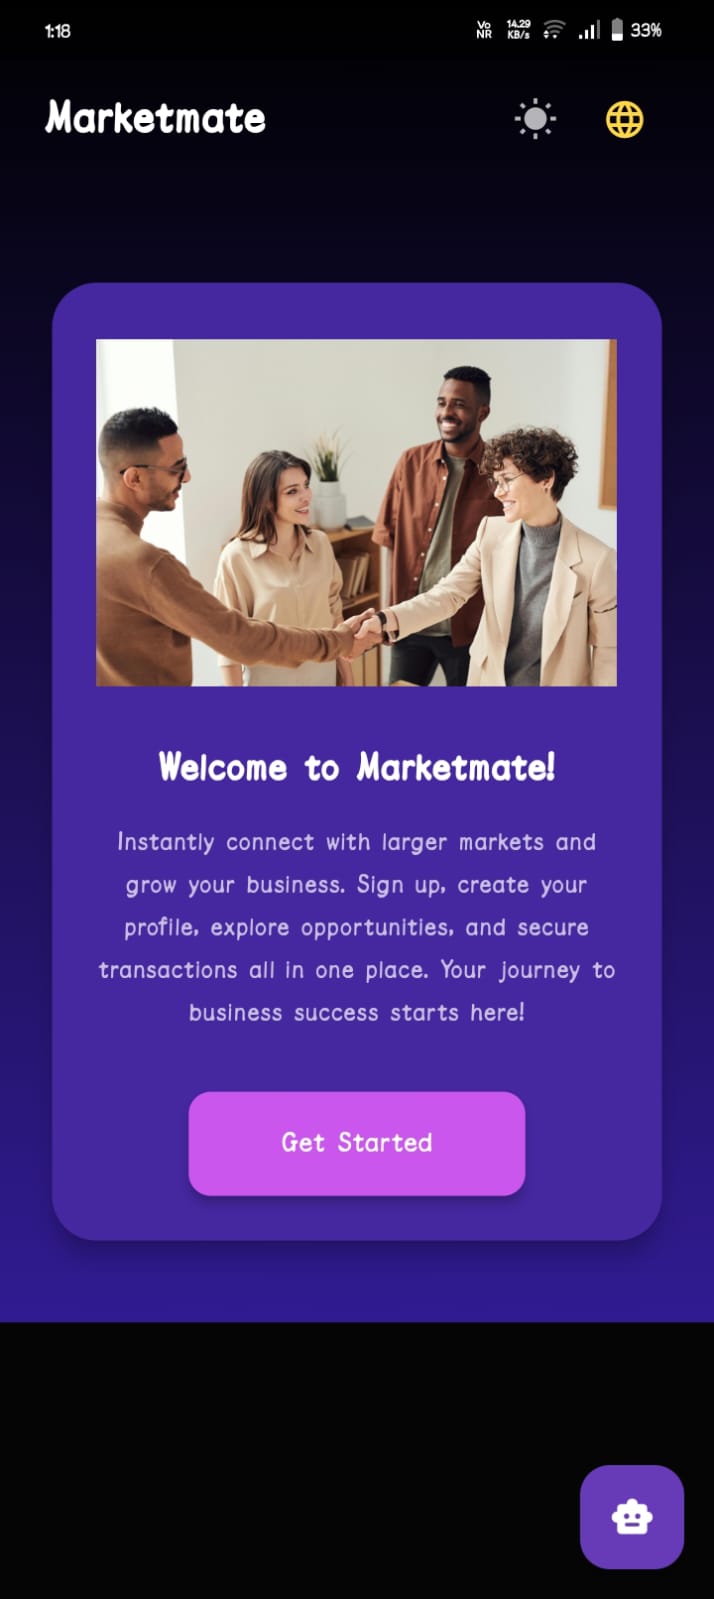 1:18
Vo
NR
14.29
KB/s
33%
Marketmate
Welcome to Marketmate!
Instantly connect with larger markets and
grow your business. Sign up, create your
profile, explore opportunities, and secure
transactions all in one place. Your journey to
business success starts here!
Get Started